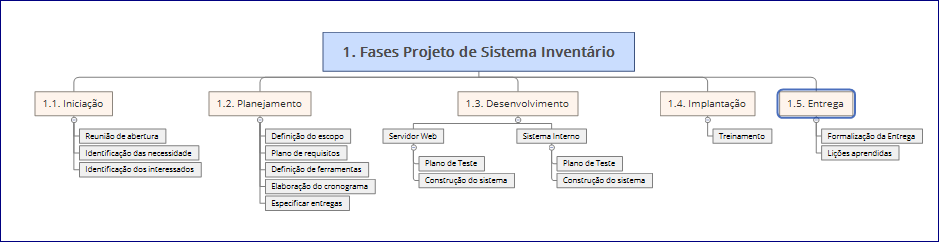 1. Fases Projeto de Sistema Inventário
1.1. Iniciação
Reunião de abertura
Identificação das necessidade
Identificação dos interessados
1.2. Planejamento
Definição do escopo
Plano de requisitos
Definição de ferramentas
Elaboração do cronograma
Especificar entregas
1.3. Desenvolvimento
Servidor Web
Plano de Teste
Construção do sistema
Sistema Interno
Plano de Teste
Construção do sistema
1.4. Implantação
Treinamento
1.5. Entrega
Formalização da Entrega
Lições aprendidas